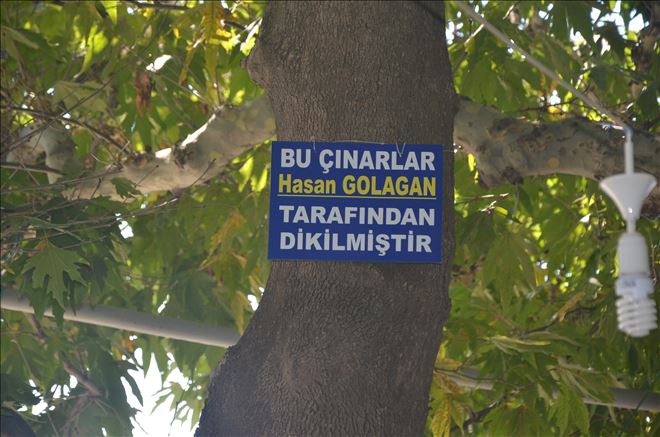 BU ÇINARLAR
Hasan GOLAGAN
TARAFINDAN
DİKİLMİŞTİR